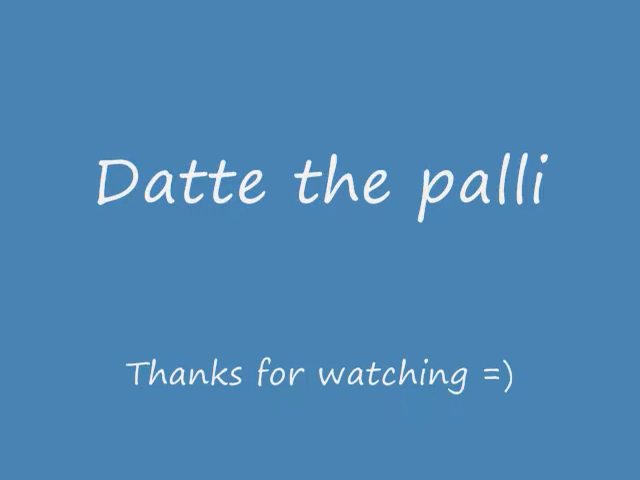 Datte the palli
Thanks for watching =)